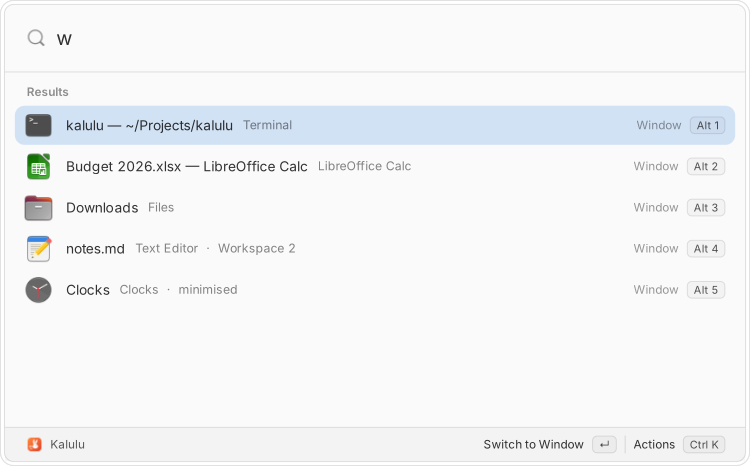 w
Results
kalulu — ~/Projects/kalulu Terminal Window Alt 1
Budget 2026.xlsx — LibreOffice Calc LibreOffice Calc Window Alt 2
Downloads Files Window Alt 3
notes.md Text Editor · Workspace 2 Window Alt 4
Clocks Clocks · minimised Window Alt 5
Kalulu Switch to Window ↵ Actions Ctrl K